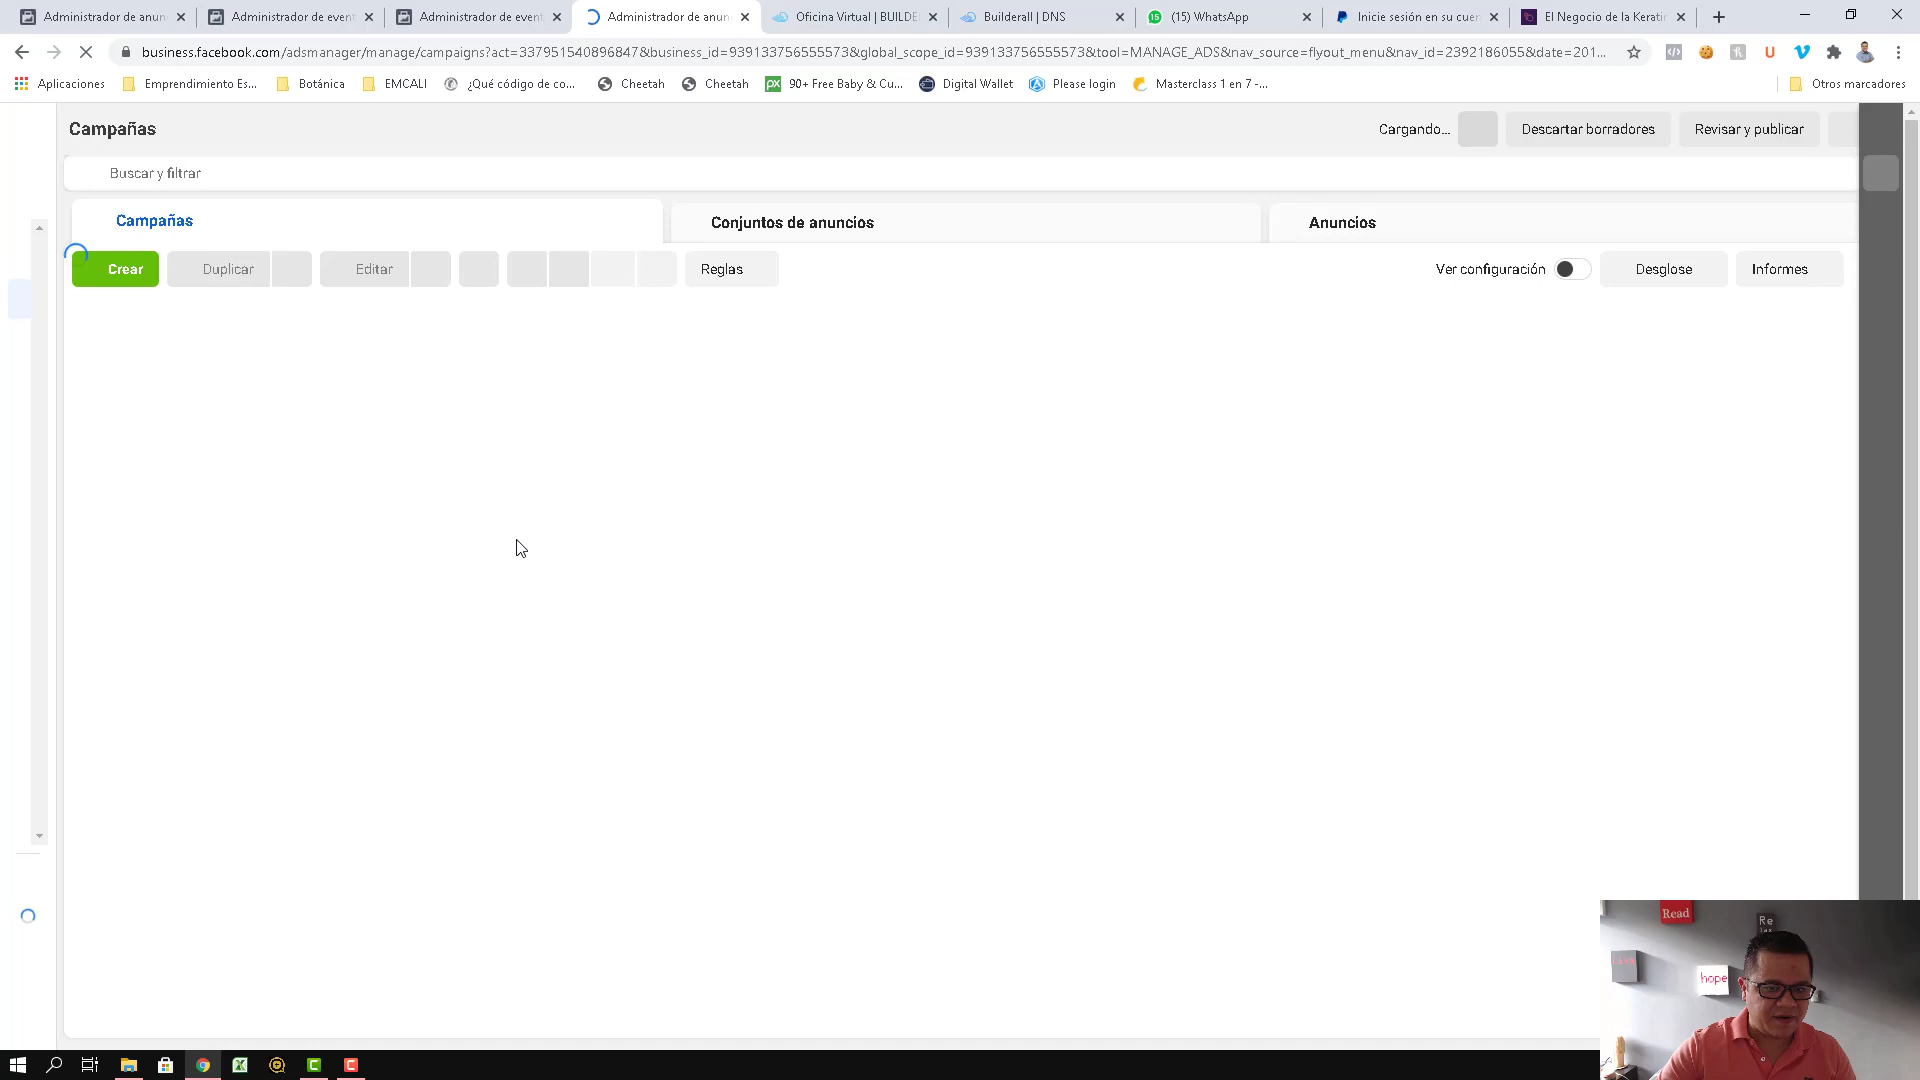 Administrador de anun
Administrador de event
Administrador de event
Administrador de anun
Oficina Virtual | BUILDE
Builderall | DNS
(15) WhatsApp
Inicie sesión en su cuen
El Negocio de la Kerati
business.facebook.com/adsmanager/manage/campaigns?act=337951540896847&business_id=939133756555573&global_scope_id=939133756555573&tool=MANAGE_ADS&nav_source=flyout_menu&nav_id=2392186055&date=201...
Aplicaciones
Emprendimiento Es...
Botánica
EMCALI
¿Qué código de co...
Cheetah
Cheetah
90+ Free Baby & Cu...
Digital Wallet
Please login
Masterclass 1 en 7 -...
Otros marcadores
Campañas
Cargando...
Descartar borradores
Revisar y publicar
Buscar y filtrar
Campañas
Conjuntos de anuncios
Anuncios
Crear
Duplicar
Editar
Reglas
Ver configuración
Desglose
Informes
Read
Re
lax
hope